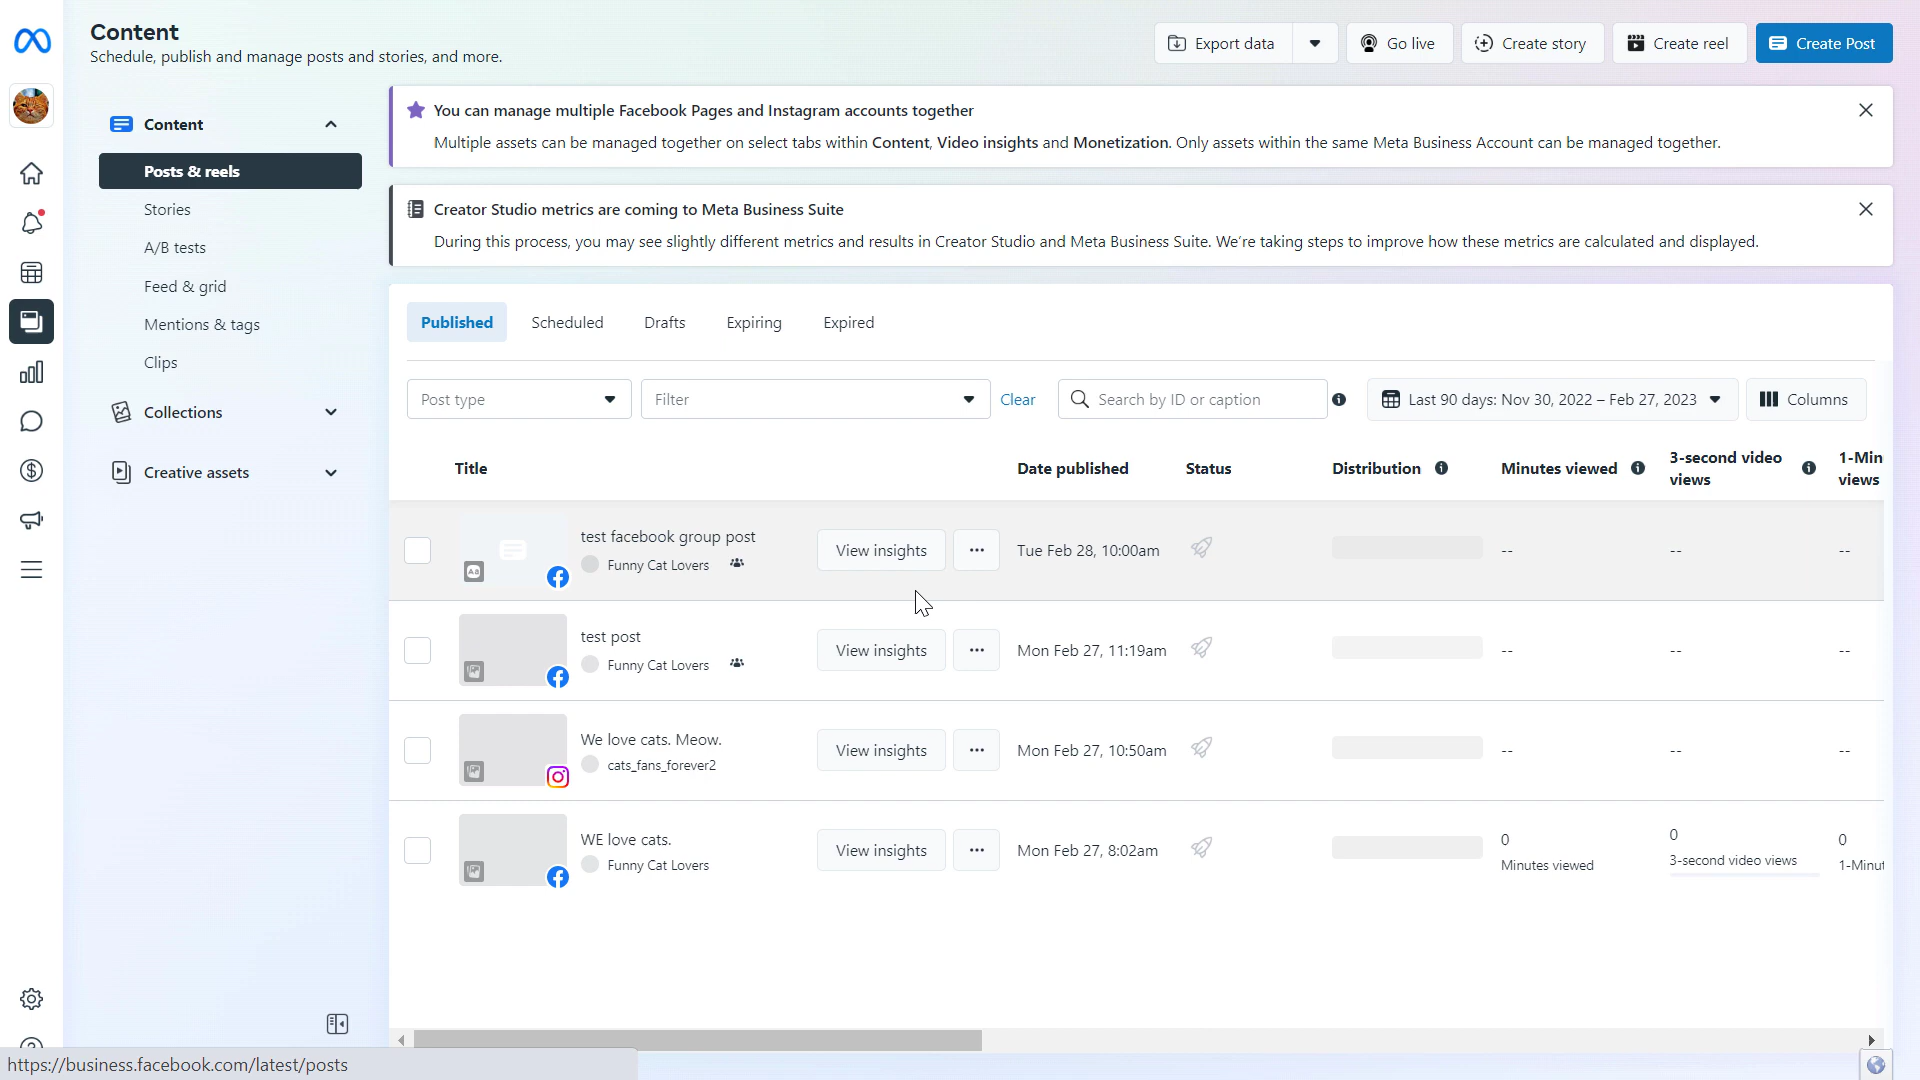 Content
Schedule, publish and manage posts and stories, and more.
Export data
Go live
Create story
Create reel
Create Post
Content
Posts & reels
Stories
A/B tests
Feed & grid
Mentions & tags
Clips
Collections
Creative assets
You can manage multiple Facebook Pages and Instagram accounts together
Multiple assets can be managed together on select tabs within Content, Video insights and Monetization. Only assets within the same Meta Business Account can be managed together.
Creator Studio metrics are coming to Meta Business Suite
During this process, you may see slightly different metrics and results in Creator Studio and Meta Business Suite. We're taking steps to improve how these metrics are calculated and displayed.
Published
Scheduled
Drafts
Expiring
Expired
Post type
Filter
Clear
Search by ID or caption
Last 90 days: Nov 30, 2022 – Feb 27, 2023
Columns
Title
Date published
Status
Distribution
Minutes viewed
3-second video
views
1-Min
views
test facebook group post
Funny Cat Lovers
View insights
Tue Feb 28, 10:00am
--
--
--
test post
Funny Cat Lovers
View insights
Mon Feb 27, 11:19am
--
--
--
We love cats. Meow.
cats_fans_forever2
View insights
Mon Feb 27, 10:50am
--
--
--
WE love cats.
Funny Cat Lovers
View insights
Mon Feb 27, 8:02am
0
Minutes viewed
0
3-second video views
0
1-Minut
https://business.facebook.com/latest/posts